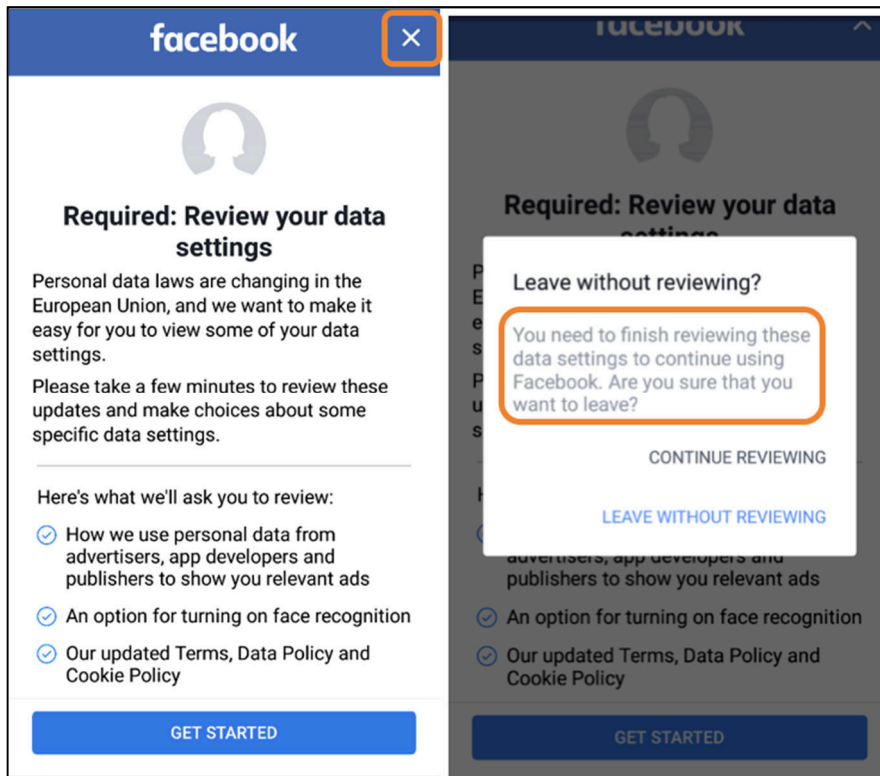 facebook
Required: Review your data
settings
Personal data laws are changing in the
European Union, and we want to make it
easy for you to view some of your data
settings.
Please take a few minutes to review these
updates and make choices about some
specific data settings.
Here's what we'll ask you to review:
How we use personal data from
advertisers, app developers and
publishers to show you relevant ads
An option for turning on face recognition
Our updated Terms, Data Policy and
Cookie Policy
GET STARTED
facebook
Required: Review your data
settings
Leave without reviewing?
You need to finish reviewing these
data settings to continue using
Facebook. Are you sure that you
want to leave?
CONTINUE REVIEWING
LEAVE WITHOUT REVIEWING
advertisers, app developers and
publishers to show you relevant ads
An option for turning on face recognition
Our updated Terms, Data Policy and
Cookie Policy
GET STARTED